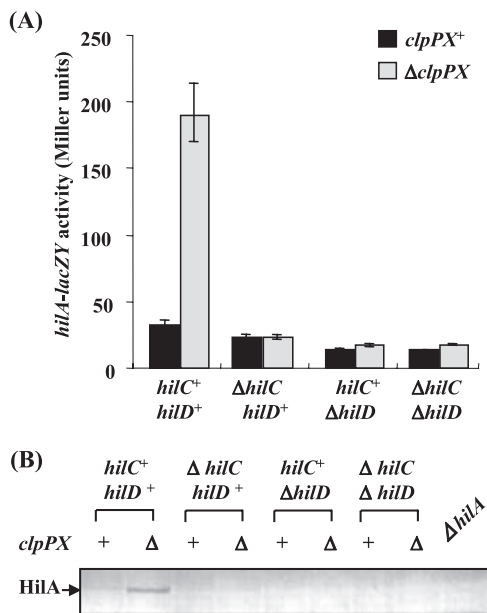 (A)
hilA-lacZY activity (Miller units)
250
200
150
100
50
0
clpPX+
ΔclpPX
hilC+ ΔhilC hilC+ ΔhilC
hilD+ hilD+ ΔhilD ΔhilD
(B)
hilC+ Δ hilC hilC+ Δ hilC
hilD + hilD + ΔhilD Δ hilD
ΔhilA
clpPX + Δ + Δ + Δ + Δ
HilA